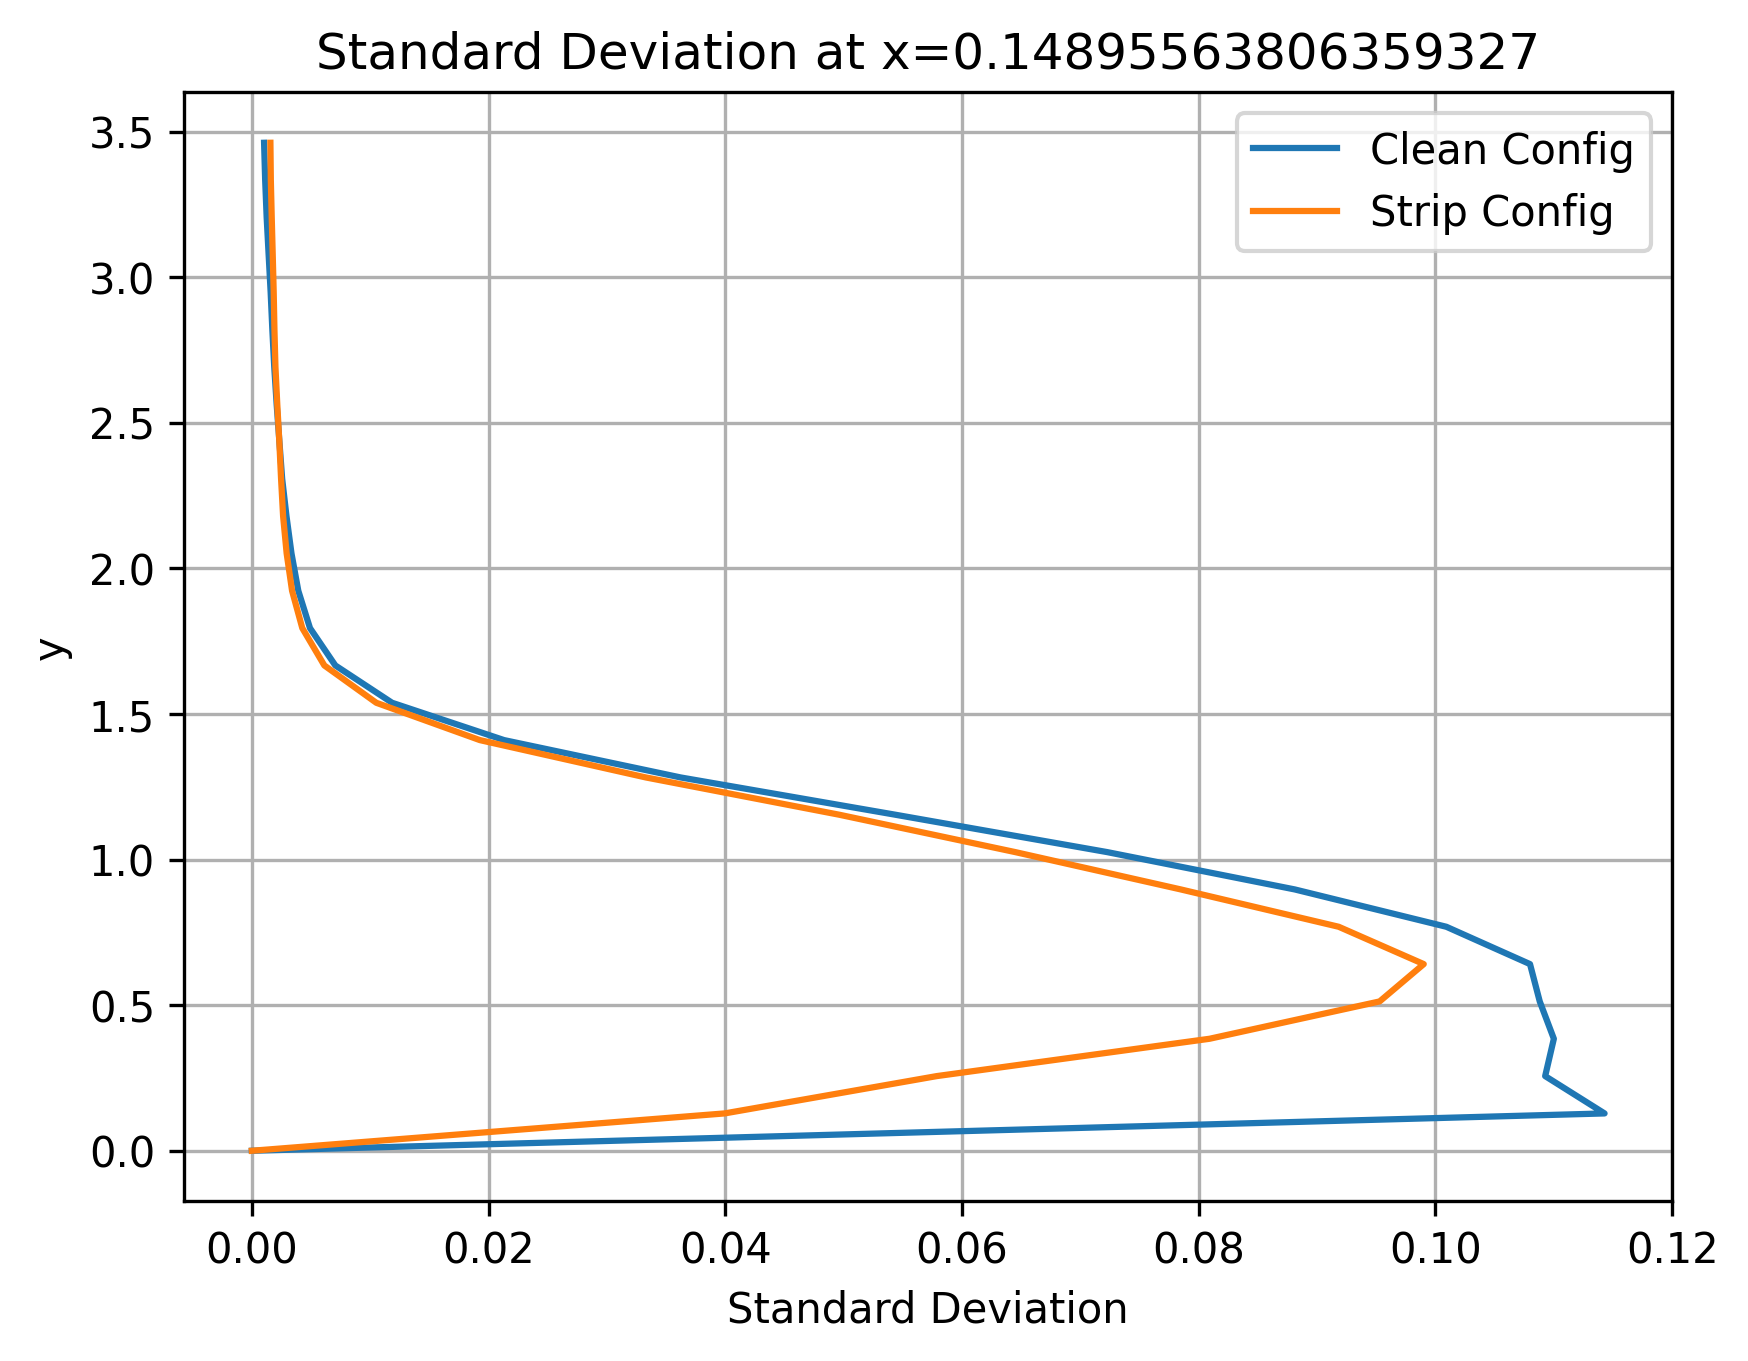 Standard Deviation at x=0.14895563806359327
Clean Config
Strip Config
3.5
3.0
2.5
2.0
1.5
1.0
0.5
0.0
y
0.00 0.02 0.04 0.06 0.08 0.10 0.12
Standard Deviation